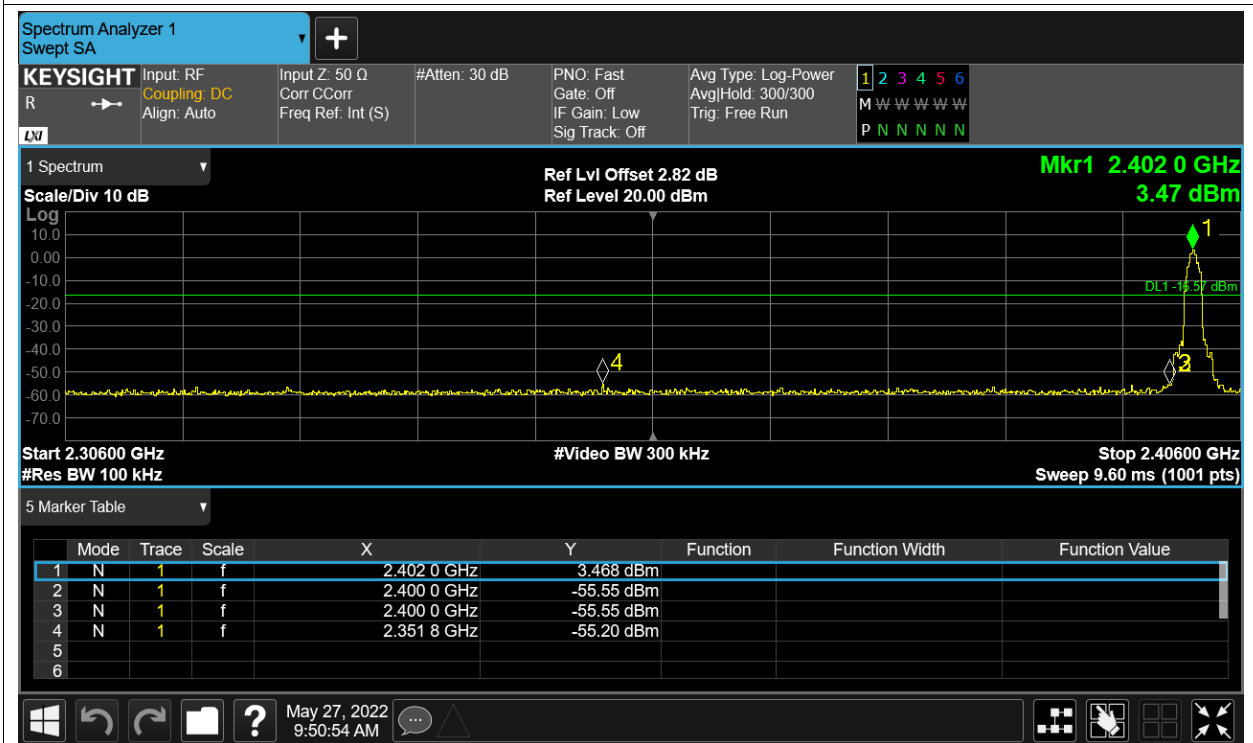 Spectrum Analyzer 1
Swept SA
KEYSIGHT
R
LXI
Input: RF
Coupling: DC
Align: Auto
Input Z: 50 Ω
Corr CCorr
Freq Ref: Int (S)
#Atten: 30 dB
PNO: Fast
Gate: Off
IF Gain: Low
Sig Track: Off
Avg Type: Log-Power
Avg|Hold: 300/300
Trig: Free Run
1 2 3 4 5 6
M W W W W W
P N N N N N
1 Spectrum
Scale/Div 10 dB
Ref Lvl Offset 2.82 dB
Ref Level 20.00 dBm
Mkr1 2.402 0 GHz
3.47 dBm
Log
10.0
0.00
-10.0
-20.0
-30.0
-40.0
-50.0
-60.0
-70.0
1
DL1 -16.57 dBm
4
3
Start 2.30600 GHz
#Res BW 100 kHz
#Video BW 300 kHz
Stop 2.40600 GHz
Sweep 9.60 ms (1001 pts)
5 Marker Table
Mode Trace Scale X Y Function Function Width Function Value
1 N 1 f 2.402 0 GHz 3.468 dBm
2 N 1 f 2.400 0 GHz -55.55 dBm
3 N 1 f 2.400 0 GHz -55.55 dBm
4 N 1 f 2.351 8 GHz -55.20 dBm
5
6
?
May 27, 2022
9:50:54 AM